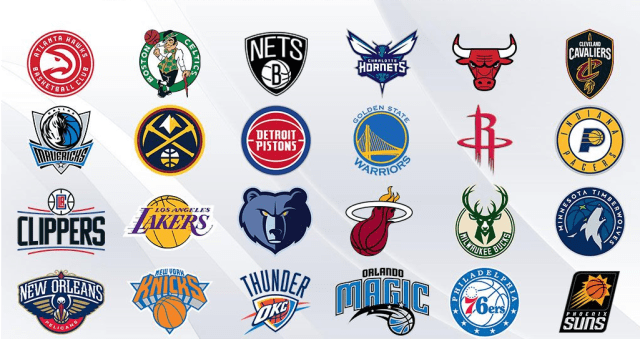 ATLANTA HAWKS
BASKETBALL CLUB
BOSTON
CELTICS
NETS
B
CHARLOTTE
HORNETS
CLEVELAND
CAVALIERS
C
DALLAS
MAVERICKS
DETROIT
PISTONS
GOLDEN STATE
WARRIORS
R
INDIANA
P
PACERS
LAC
CLIPPERS
LOS ANGELES
LAKERS
MILWAUKEE BUCKS
MINNESOTA TIMBERWOLVES
NEW ORLEANS
PELICANS
NEW YORK
KNICKS
THUNDER
OKC
ORLANDO
MAGIC
PHILADELPHIA
76ers
PHOENIX
SUNS